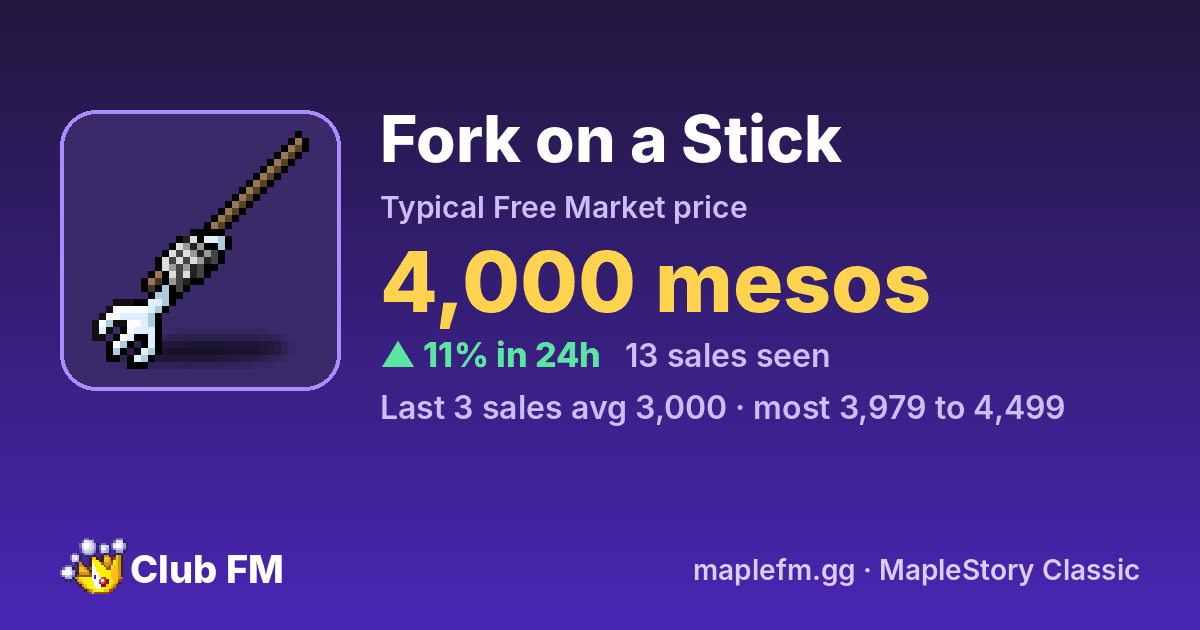 Fork on a Stick
Typical Free Market price
4,000 mesos
▲ 11% in 24h 13 sales seen
Last 3 sales avg 3,000 · most 3,979 to 4,499
Club FM
maplefm.gg · MapleStory Classic